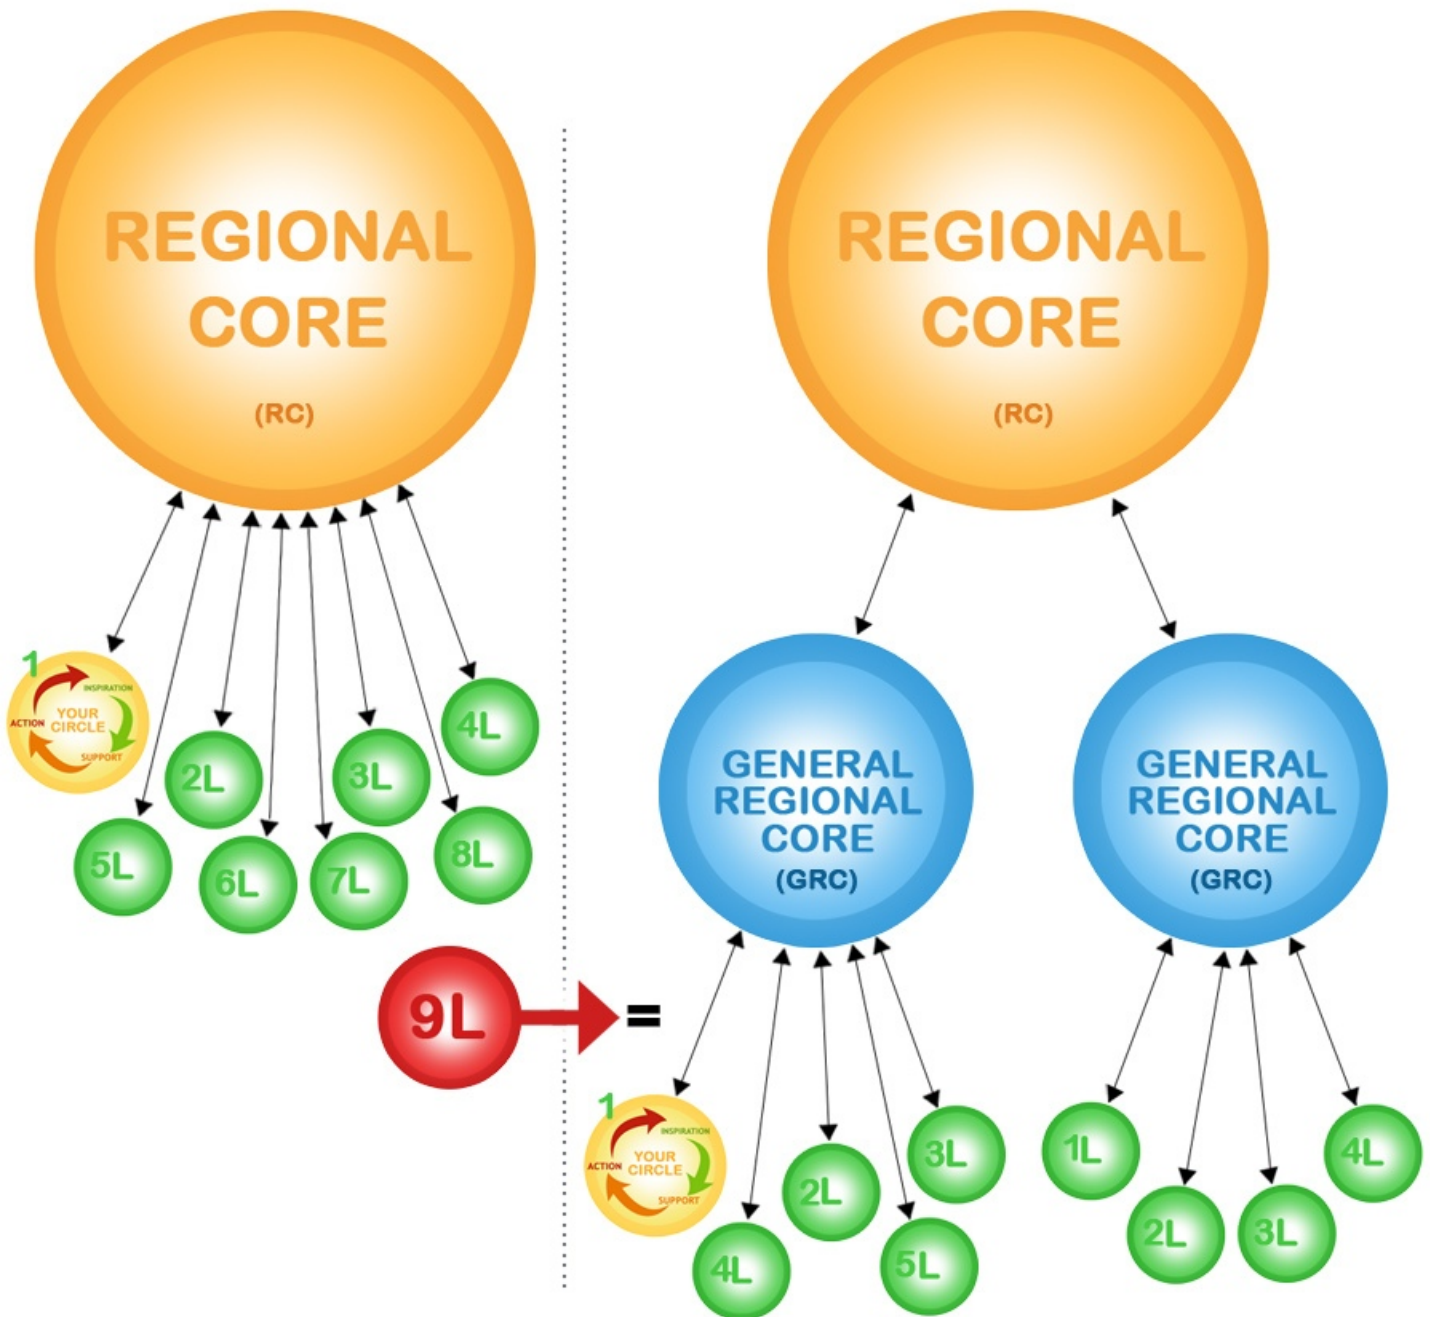 REGIONAL
CORE
(RC)
1
INSPIRATION
ACTION
YOUR
CIRCLE
SUPPORT
2L
3L
4L
5L
6L
7L
8L
9L
=
REGIONAL
CORE
(RC)
GENERAL
REGIONAL
CORE
(GRC)
1
INSPIRATION
ACTION
YOUR
CIRCLE
SUPPORT
2L
3L
4L
5L
GENERAL
REGIONAL
CORE
(GRC)
1L
2L
3L
4L